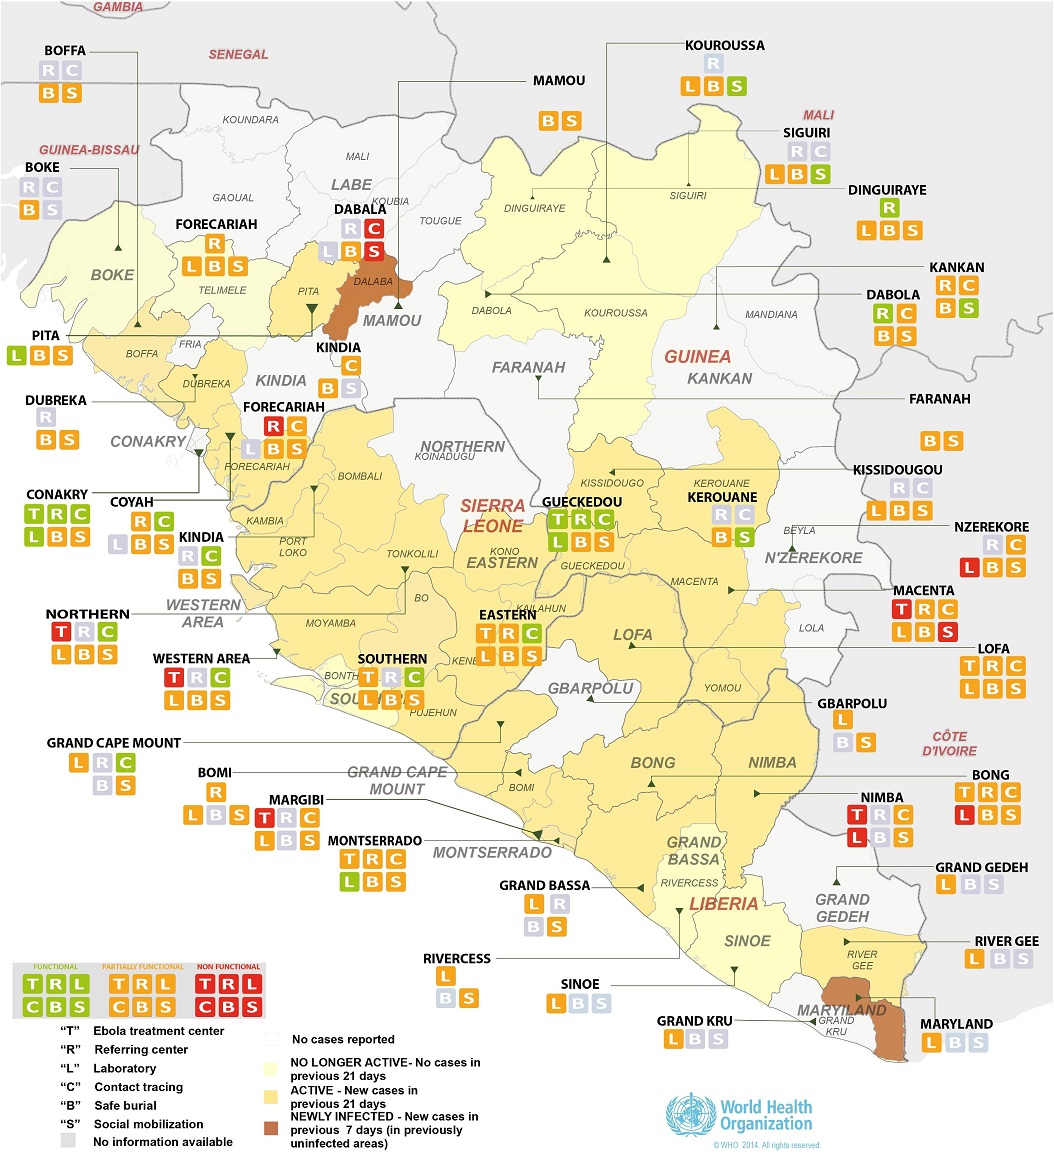 GAMBIA
SENEGAL
GUINEA-BISSAU
MALI
CÔTE
D'IVOIRE
BOFFA
R C
B S
BOKE
R C
B S
KOUROUSSA
R
L B S
MAMOU
B S
SIGUIRI
R C
L B S
DINGUIRAYE
R
L B S
KANKAN
R C
B S
DABOLA
R C
B S
FARANAH
B S
KISSIDOUGOU
R C
L B S
NZEREKORE
R C
L B S
MACENTA
T R C
L B S
LOFA
T R C
L B S
GBARPOLU
L
B S
BONG
T R C
L B S
NIMBA
T R C
L B S
GRAND GEDEH
L B S
RIVER GEE
L B S
MARYLAND
L B S
GRAND KRU
L B S
SINOE
L B S
RIVERCESS
L
B S
GRAND BASSA
L R
B S
MONTSERRADO
T R C
L B S
MARGIBI
T R C
L B S
BOMI
R
L B S
GRAND CAPE MOUNT
L R C
B S
SOUTHERN
T R C
L B S
WESTERN AREA
T R C
L B S
NORTHERN
T R C
L B S
EASTERN
T R C
L B S
KINDIA
R C
B S
COYAH
R C
L B S
CONAKRY
T R C
L B S
DUBREKA
R
B S
PITA
L B S
FORECARIAH
R
L B S
DABALA
R C
L B S
KINDIA
C
B S
FORECARIAH
R C
L B S
GUECKEDOU
T R C
L B S
KEROUANE
R C
B S
KOUNDARA
MALI
LABE
KOUBIA
GAOUAL
TOUGUE
BOKE
TELIMELE
PITA
DALABA
MAMOU
BOFFA
FRIA
DUBREKA
KINDIA
CONAKRY
FORECARIAH
DINGUIRAYE
SIGUIRI
DABOLA
KOUROUSSA
MANDIANA
FARANAH
GUINEA
KANKAN
KISSIDOUGO
KEROUANE
BEYLA
N'ZEREKORE
GUECKEDOU
MACENTA
LOLA
YOMOU
NORTHERN
KOINADUGU
BOMBALI
KAMBIA
PORT
LOKO
TONKOLILI
SIERRA
LEONE
KONO
EASTERN
KAILAHUN
WESTERN
AREA
MOYAMBA
BO
KENE
BONTH
SOU
PUJEHUN
LOFA
GBARPOLU
GRAND CAPE
MOUNT
BOMI
BONG
NIMBA
MONTSERRADO
GRAND
BASSA
RIVERCESS
LIBERIA
SINOE
GRAND
GEDEH
RIVER
GEE
MARYILAND
GRAND
KRU
FUNCTIONAL
PARTIALLY FUNCTIONAL
NON FUNCTIONAL
T R L T R L T R L
C B S C B S C B S
“T” Ebola treatment center
“R” Referring center
“L” Laboratory
“C” Contact tracing
“B” Safe burial
“S” Social mobilization
No information available
No cases reported
NO LONGER ACTIVE- No cases in
previous 21 days
ACTIVE - New cases in
previous 21 days
NEWLY INFECTED - New cases in
previous 7 days (in previously
uninfected areas)
World Health
Organization
© WHO 2014. All rights reserved.